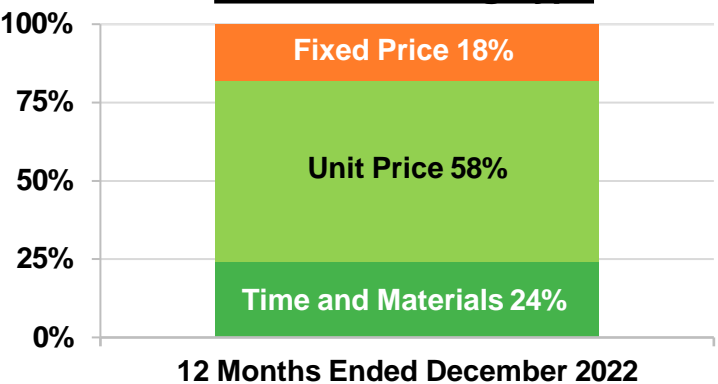 100%
Fixed Price 18%
75%
Unit Price 58%
50%
25%
Time and Materials 24%
0%
12 Months Ended December 2022